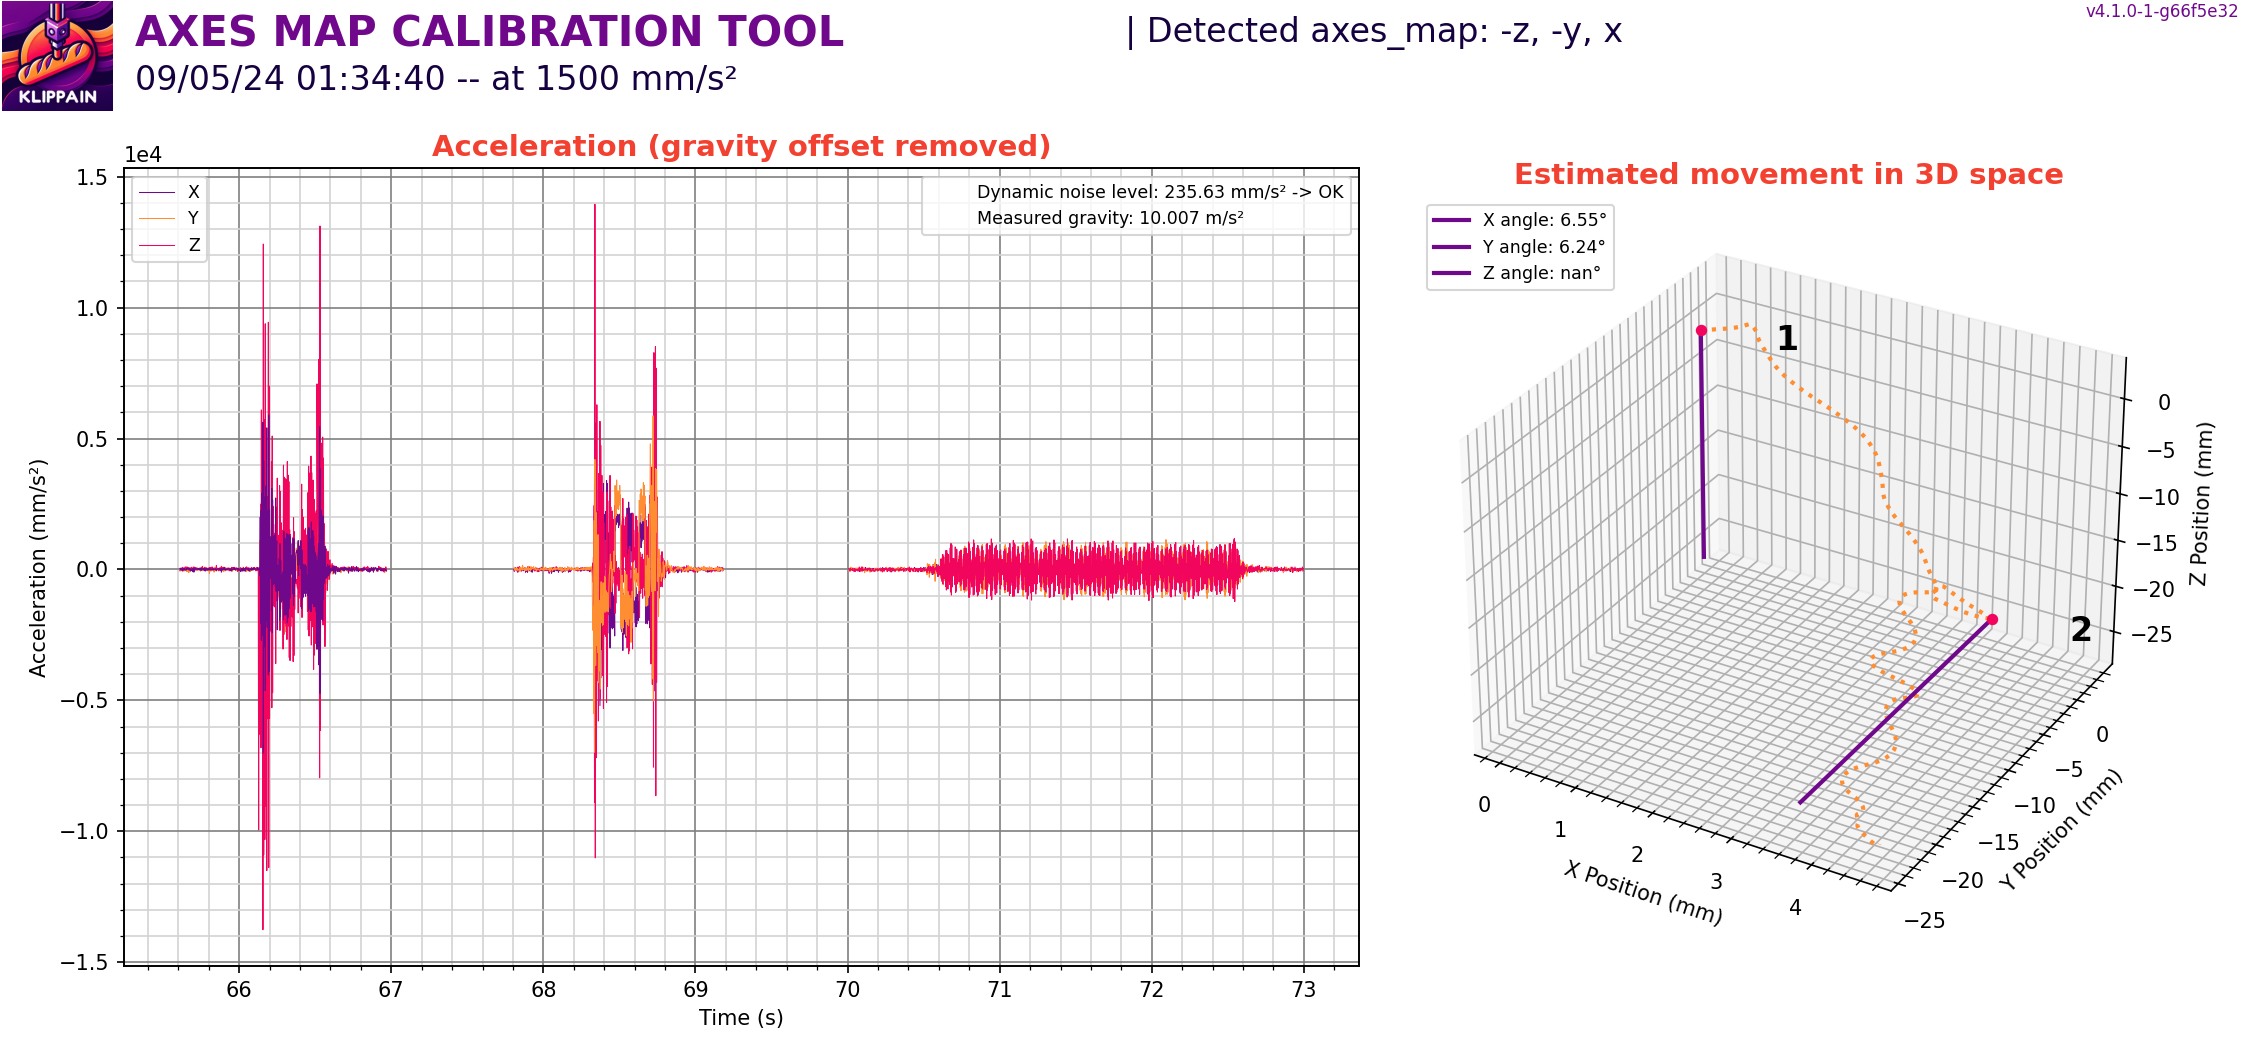 AXES MAP CALIBRATION TOOL
| Detected axes_map: -z, -y, x
v4.1.0-1-g66f5e32
09/05/24 01:34:40 -- at 1500 mm/s²
KLIPPAIN
Acceleration (gravity offset removed)
1e4
X
Y
Z
Dynamic noise level: 235.63 mm/s² -> OK
Measured gravity: 10.007 m/s²
1.5
1.0
0.5
0.0
−0.5
−1.0
−1.5
Acceleration (mm/s²)
66 67 68 69 70 71 72 73
Time (s)
Estimated movement in 3D space
X angle: 6.55°
Y angle: 6.24°
Z angle: nan°
1
2
0
−5
−10
−15
−20
−25
Z Position (mm)
0
−5
−10
−15
−20
−25
Y Position (mm)
0
1
2
3
4
X Position (mm)